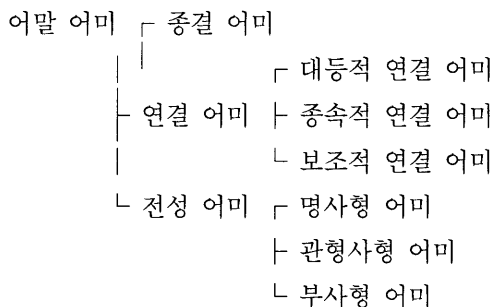 어말 어미 ┌ 종결 어미
┌ 대등적 연결 어미
├ 연결 어미 ├ 종속적 연결 어미
└ 보조적 연결 어미
└ 전성 어미 ┌ 명사형 어미
├ 관형사형 어미
└ 부사형 어미